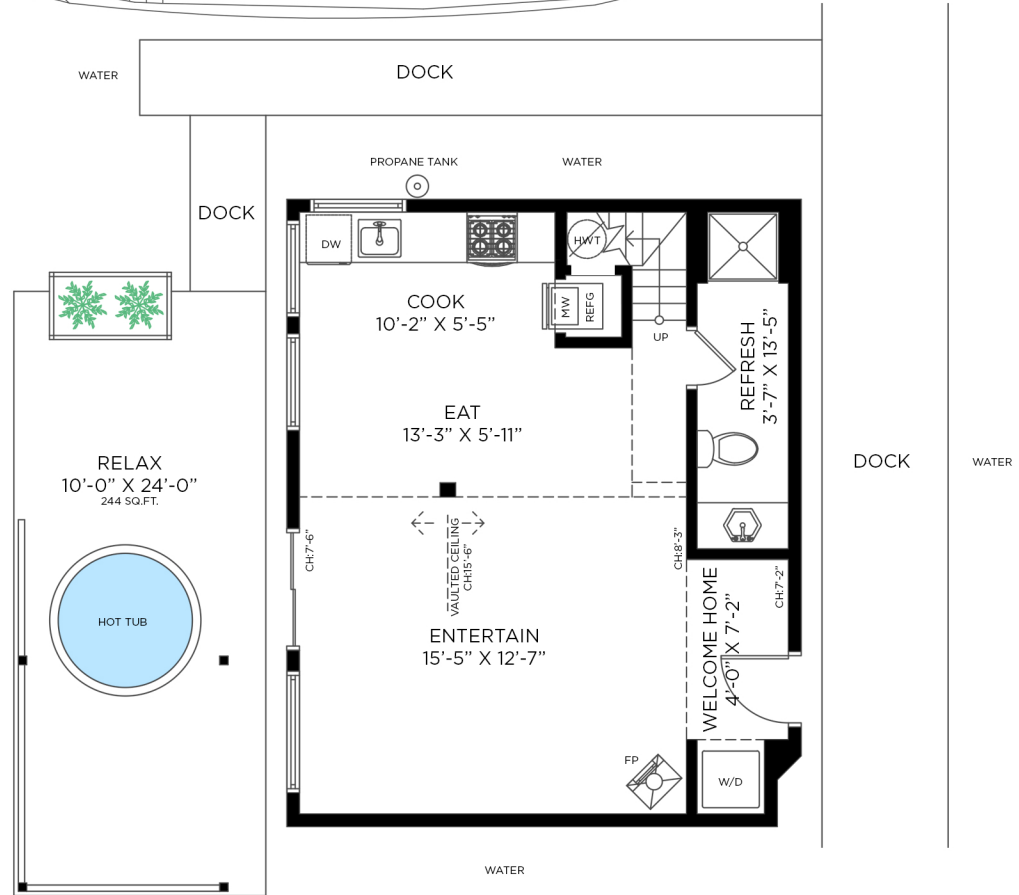 DOCK
WATER
PROPANE TANK
WATER
DOCK
DW
HWT
COOK
10'-2” X 5'-5”
MW
REFG
UP
REFRESH
3'-7” X 13'-5”
EAT
13'-3” X 5'-11”
RELAX
10'-0” X 24'-0”
244 SQ.FT.
DOCK
WATER
CH:7'-6”
VAULTED CEILING
CH:15'-6”
CH:8'-3”
CH:7'-2”
HOT TUB
ENTERTAIN
15'-5” X 12'-7”
WELCOME HOME
4'-0” X 7'-2”
FP
W/D
WATER